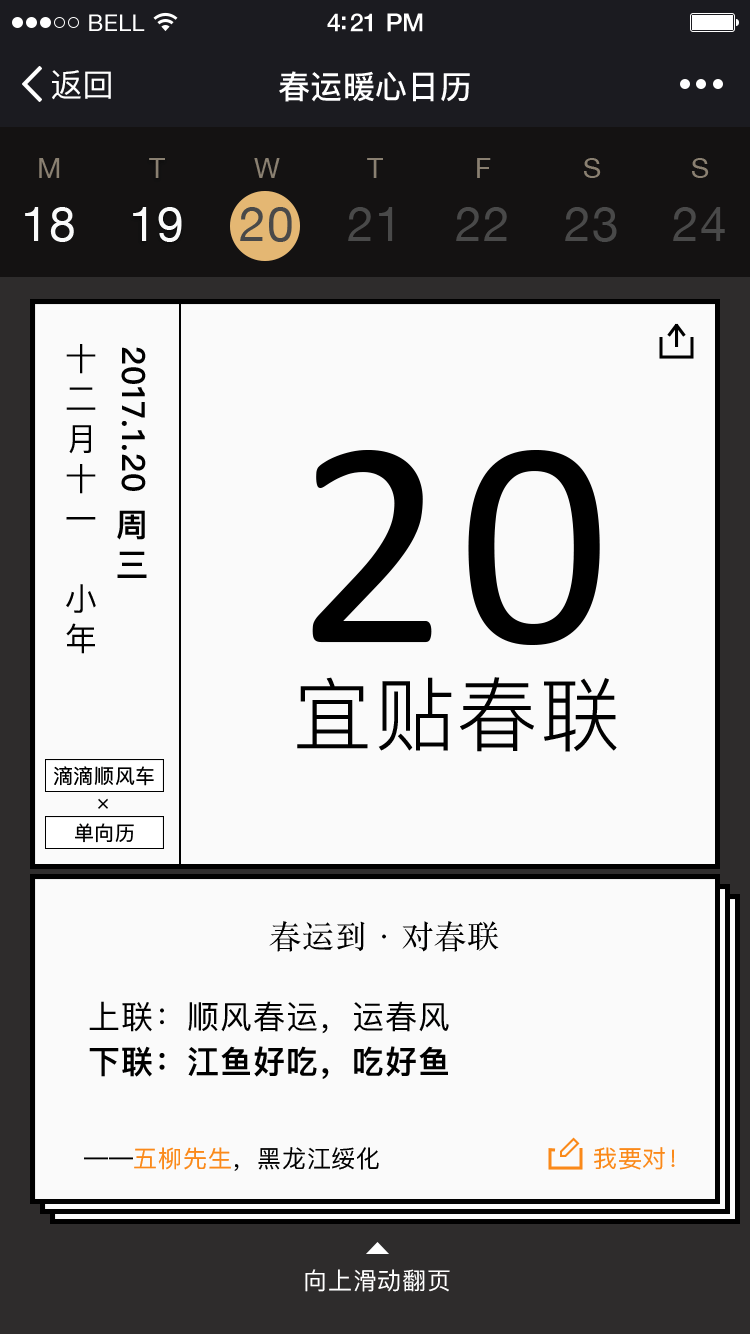 BELL 4:21 PM
返回 春运暖心日历
M T W T F S S
18 19 20 21 22 23 24
2017.1.20 周三
十二月十一 小年
20
宜贴春联
滴滴顺风车
×
单向历
春运到 · 对春联
上联：顺风春运，运春风
下联：江鱼好吃，吃好鱼
——五柳先生，黑龙江绥化 我要对！
向上滑动翻页